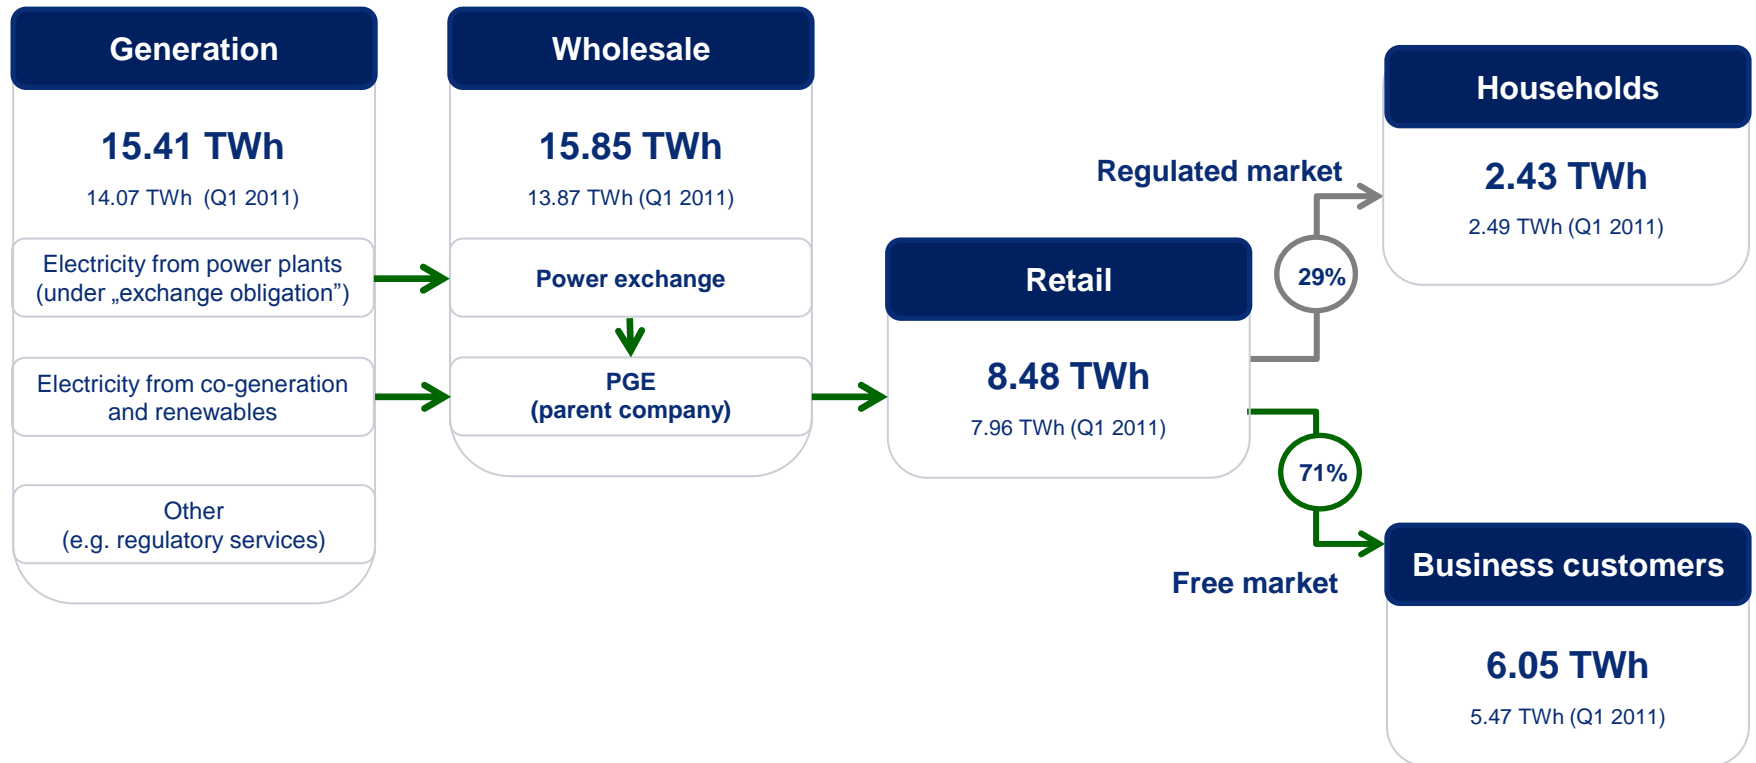 Generation
15.41 TWh
14.07 TWh (Q1 2011)
Electricity from power plants
(under „exchange obligation”)
Electricity from co-generation
and renewables
Other
(e.g. regulatory services)
Wholesale
15.85 TWh
13.87 TWh (Q1 2011)
Power exchange
PGE
(parent company)
Retail
8.48 TWh
7.96 TWh (Q1 2011)
Regulated market
29%
71%
Free market
Households
2.43 TWh
2.49 TWh (Q1 2011)
Business customers
6.05 TWh
5.47 TWh (Q1 2011)